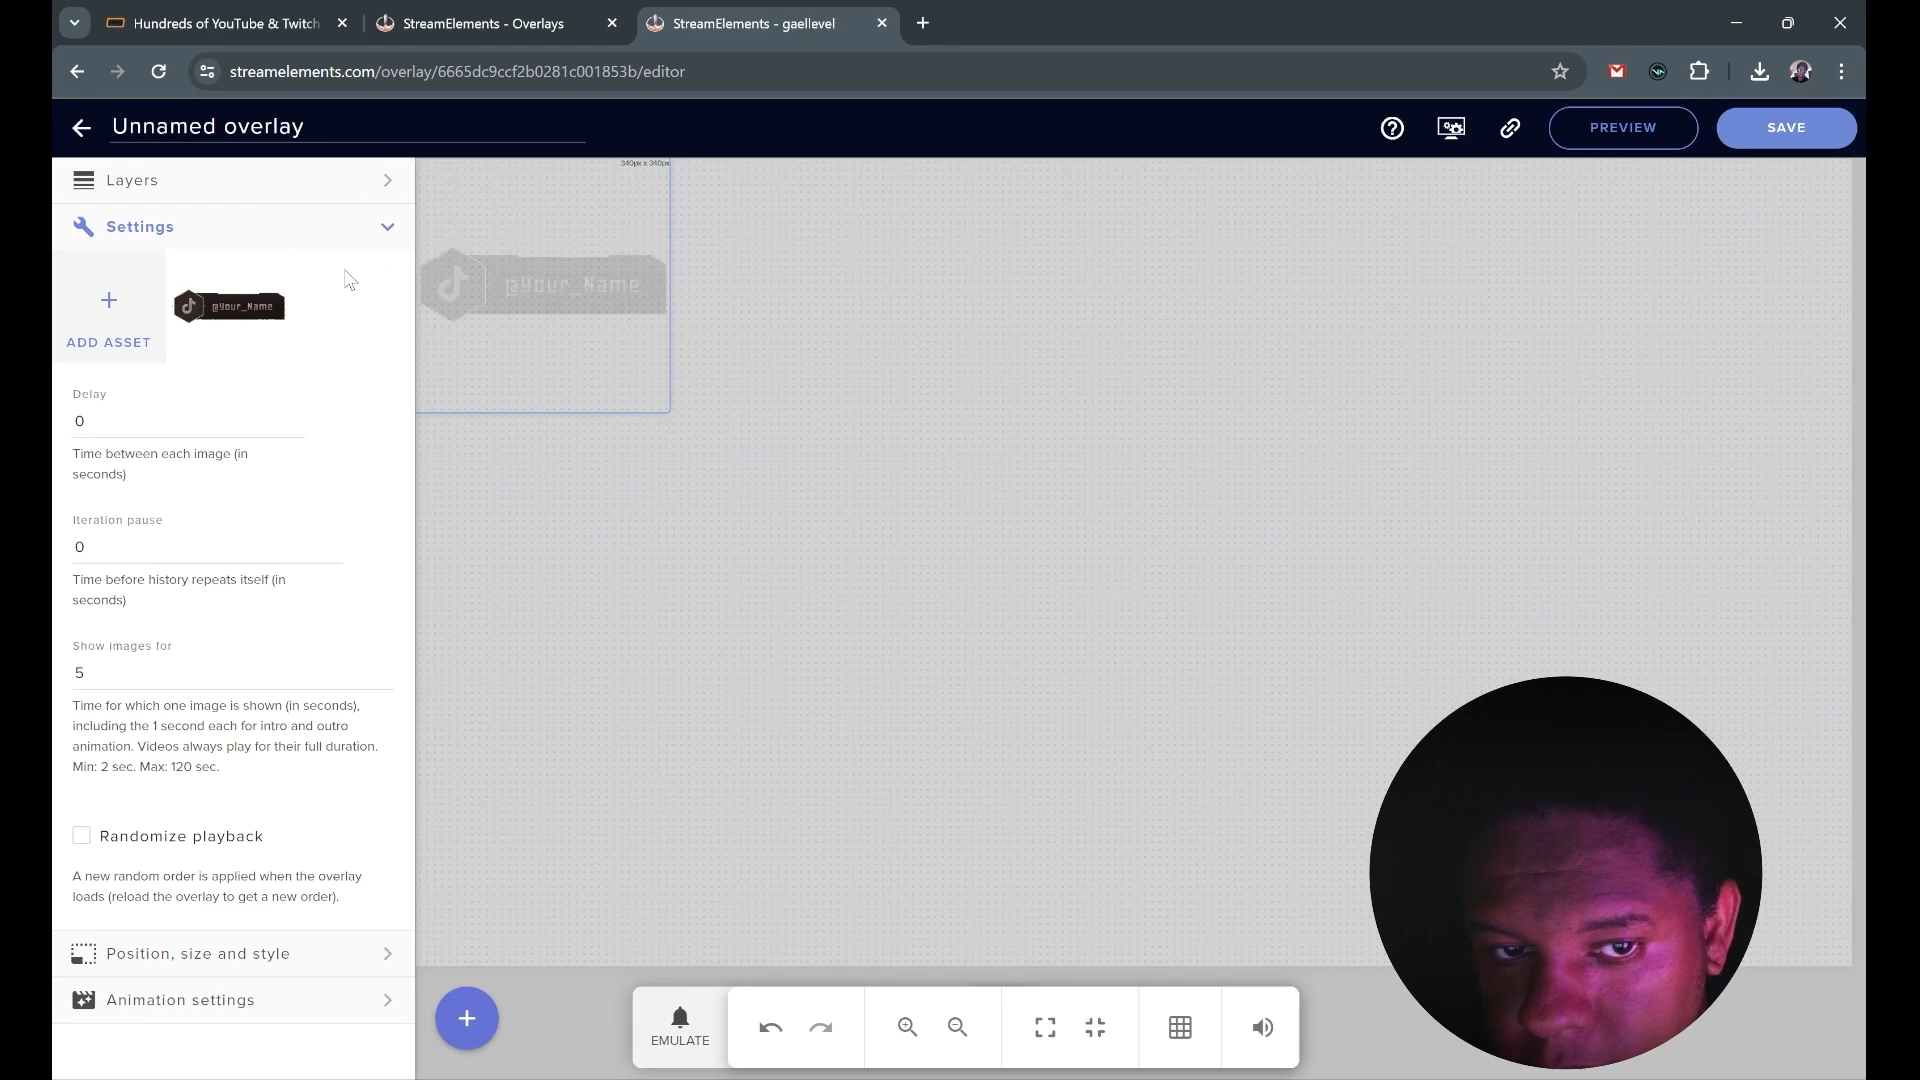 Hundreds of YouTube & Twitch
StreamElements - Overlays
StreamElements - gaellevel
streamelements.com/overlay/6665dc9ccf2b0281c001853b/editor
Unnamed overlay
PREVIEW
SAVE
Layers
Settings
ADD ASSET
@Your_Name
340px x 340px
@Your_Name
Delay
0
Time between each image (in
seconds)
Iteration pause
0
Time before history repeats itself (in
seconds)
Show images for
5
Time for which one image is shown (in seconds),
including the 1 second each for intro and outro
animation. Videos always play for their full duration.
Min: 2 sec. Max: 120 sec.
Randomize playback
A new random order is applied when the overlay
loads (reload the overlay to get a new order).
Position, size and style
Animation settings
EMULATE